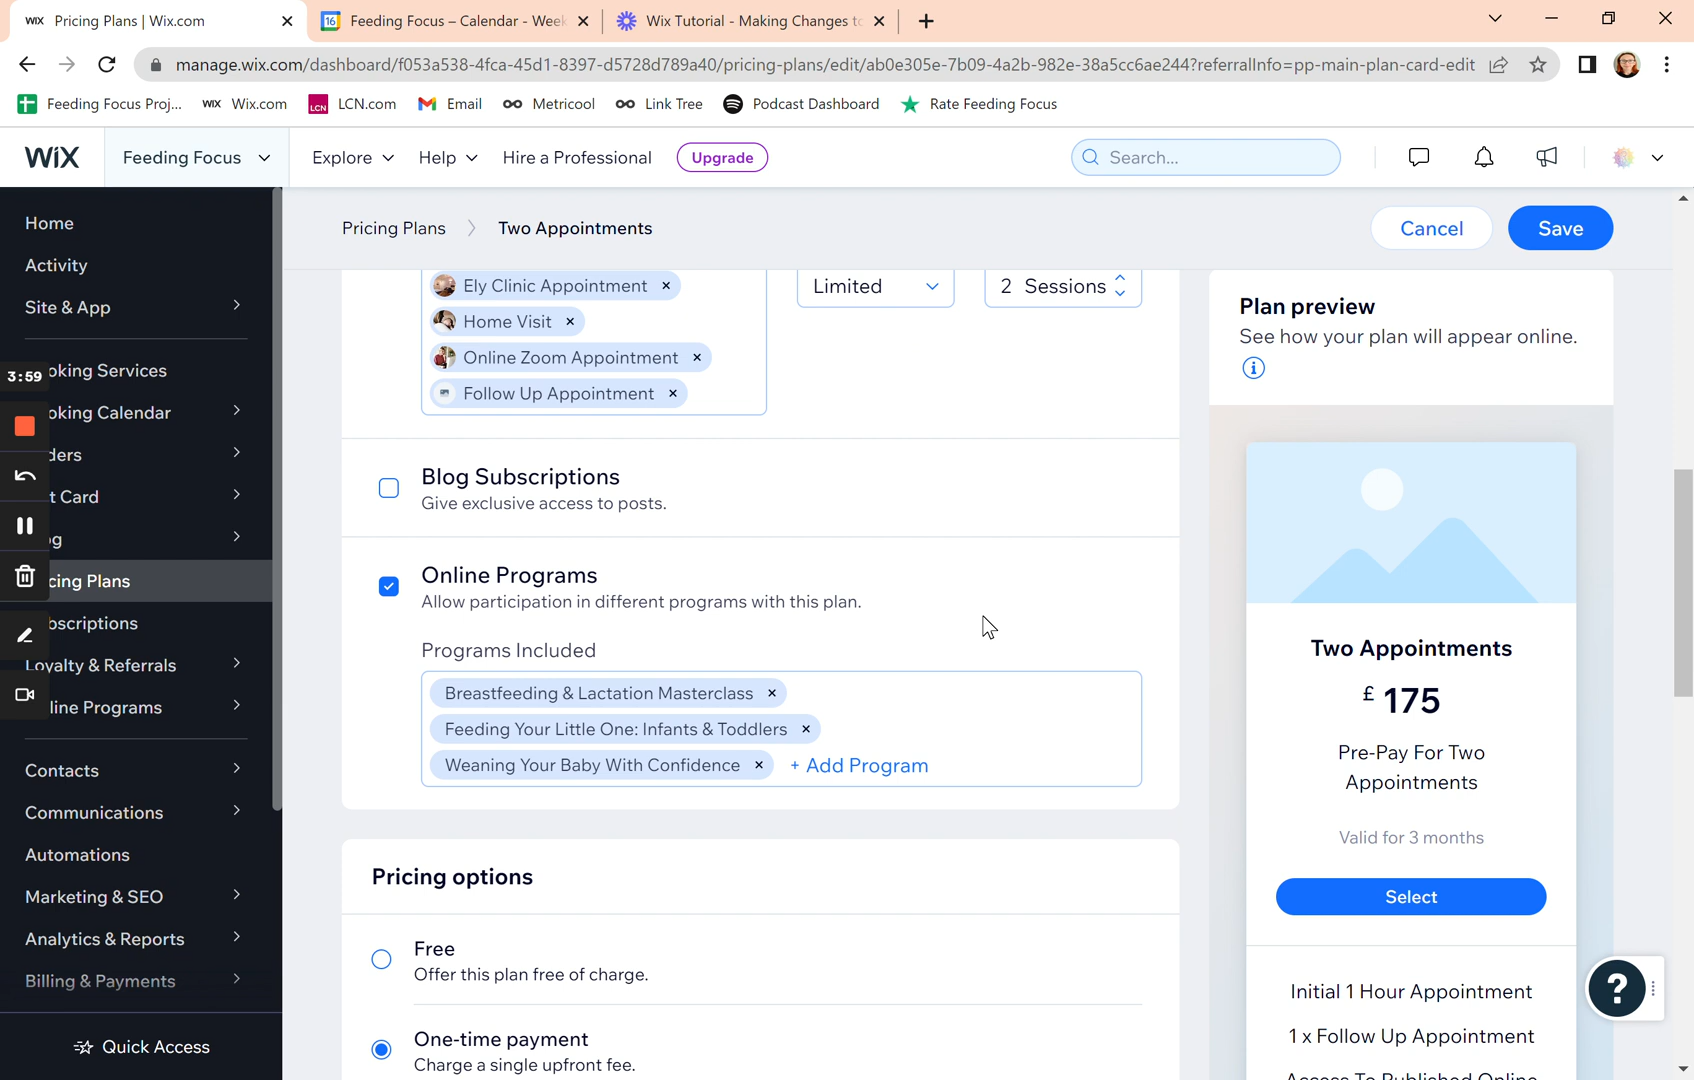 WIX Pricing Plans | Wix.com
16 Feeding Focus – Calendar - Week
Wix Tutorial - Making Changes to
manage.wix.com/dashboard/f053a538-4fca-45d1-8397-d5728d789a40/pricing-plans/edit/ab0e305e-7b09-4a2b-982e-38a5cc6ae244?referralInfo=pp-main-plan-card-edit
Feeding Focus Proj...
WIX Wix.com
LCN LCN.com
Email
Metricool
Link Tree
Podcast Dashboard
Rate Feeding Focus
WIX
Feeding Focus
Explore
Help
Hire a Professional
Upgrade
Search...
Home
Activity
Site & App
3:59
oking Services
oking Calendar
ders
t Card
g
cing Plans
bscriptions
Loyalty & Referrals
line Programs
Contacts
Communications
Automations
Marketing & SEO
Analytics & Reports
Billing & Payments
Quick Access
Pricing Plans
Two Appointments
Cancel
Save
Ely Clinic Appointment ×
Home Visit ×
Online Zoom Appointment ×
Follow Up Appointment ×
Limited
2 Sessions
Blog Subscriptions
Give exclusive access to posts.
Online Programs
Allow participation in different programs with this plan.
Programs Included
Breastfeeding & Lactation Masterclass ×
Feeding Your Little One: Infants & Toddlers ×
Weaning Your Baby With Confidence × + Add Program
Pricing options
Free
Offer this plan free of charge.
One-time payment
Charge a single upfront fee.
Plan preview
See how your plan will appear online.
Two Appointments
£ 175
Pre-Pay For Two
Appointments
Valid for 3 months
Select
Initial 1 Hour Appointment
1 x Follow Up Appointment
Access To Published Online
?